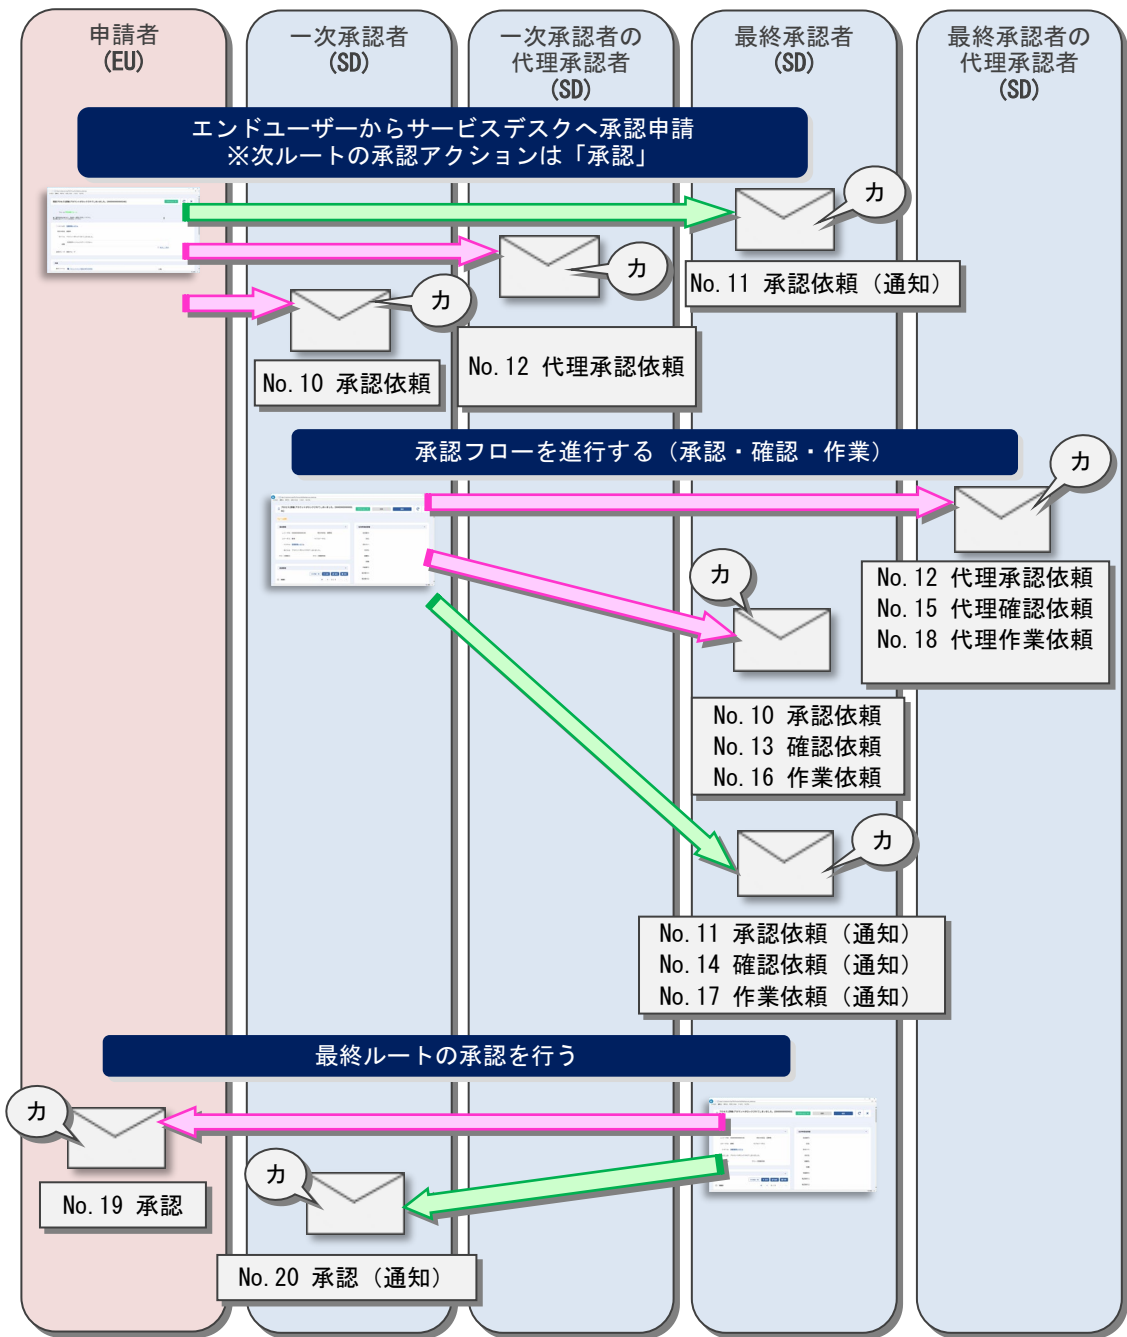 申請者
(EU)
一次承認者
(SD)
一次承認者の
代理承認者
(SD)
最終承認者
(SD)
最終承認者の
代理承認者
(SD)
エンドユーザーからサービスデスクへ承認申請
※次ルートの承認アクションは「承認」
カ
No.11 承認依頼（通知）
カ
No.12 代理承認依頼
カ
No.10 承認依頼
承認フローを進行する（承認・確認・作業）
カ
No.12 代理承認依頼
No.15 代理確認依頼
No.18 代理作業依頼
カ
No.10 承認依頼
No.13 確認依頼
No.16 作業依頼
カ
No.11 承認依頼（通知）
No.14 確認依頼（通知）
No.17 作業依頼（通知）
最終ルートの承認を行う
カ
No.19 承認
カ
No.20 承認（通知）